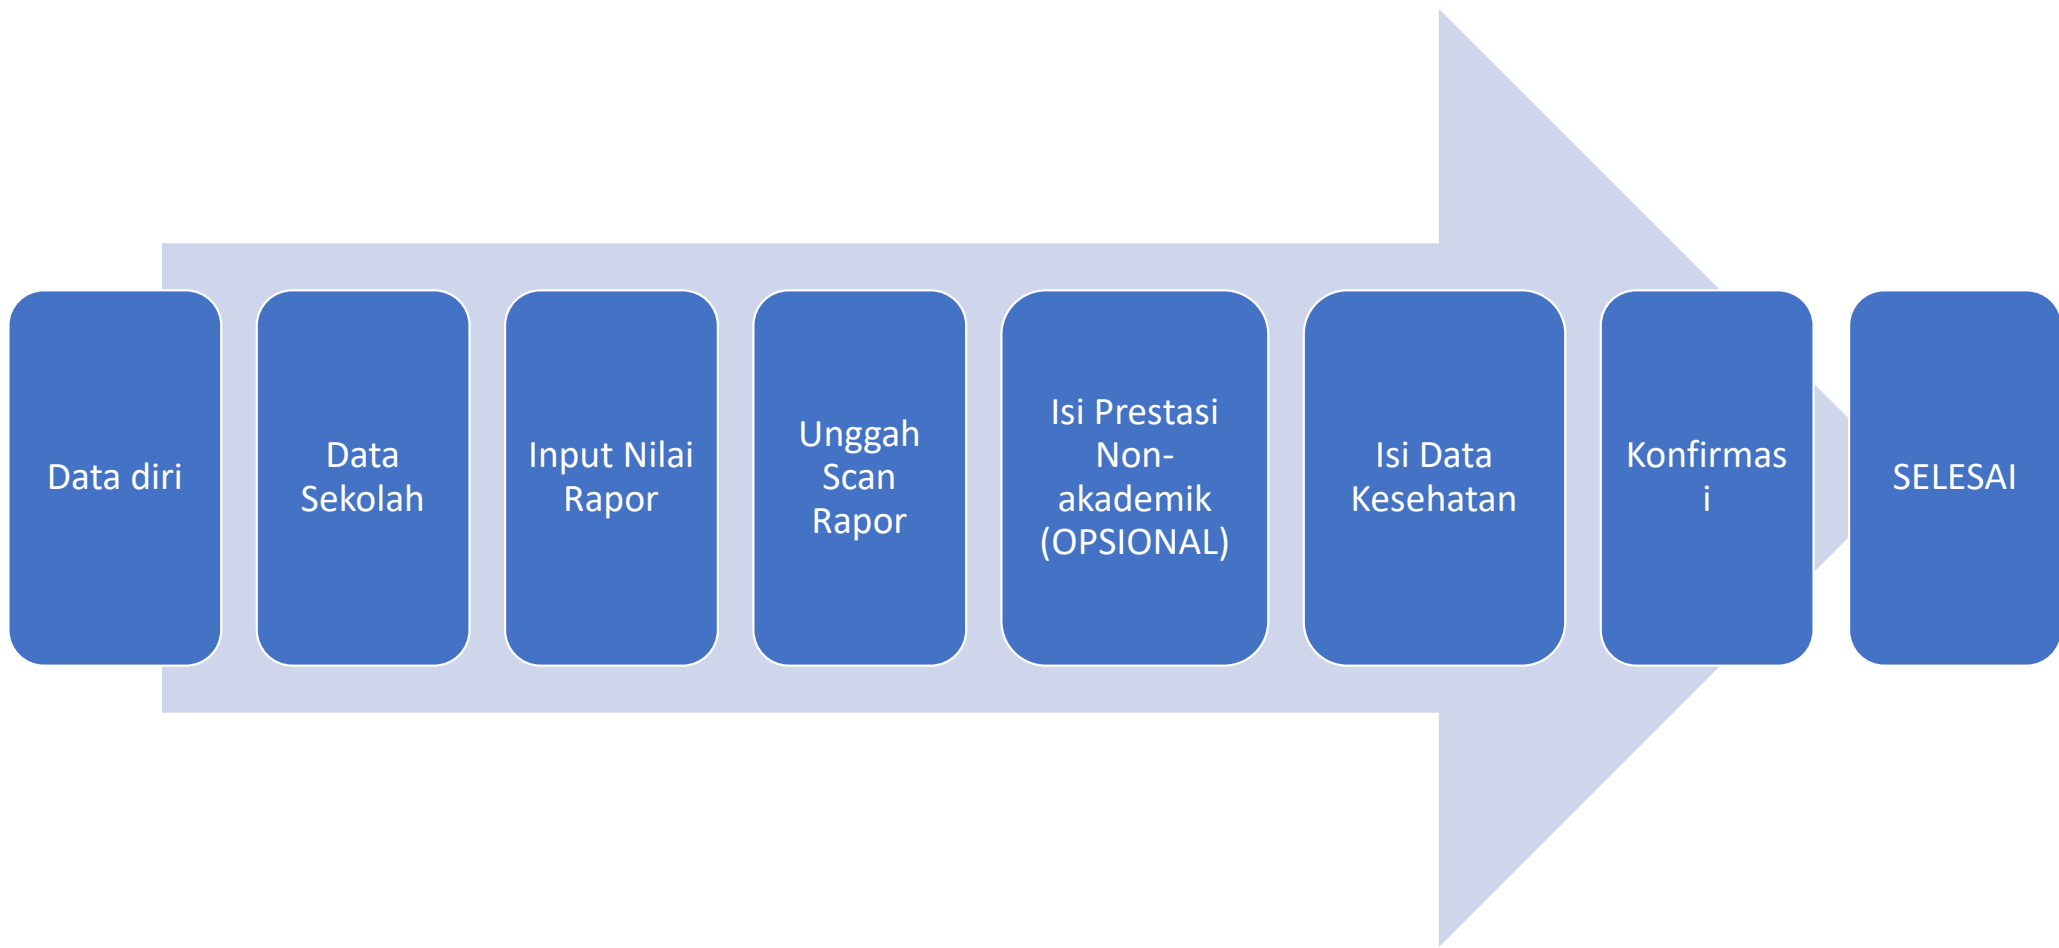 Data diri
Data
Sekolah
Input Nilai
Rapor
Unggah
Scan
Rapor
Isi Prestasi
Non-
akademik
(OPSIONAL)
Isi Data
Kesehatan
Konfirmas
i
SELESAI